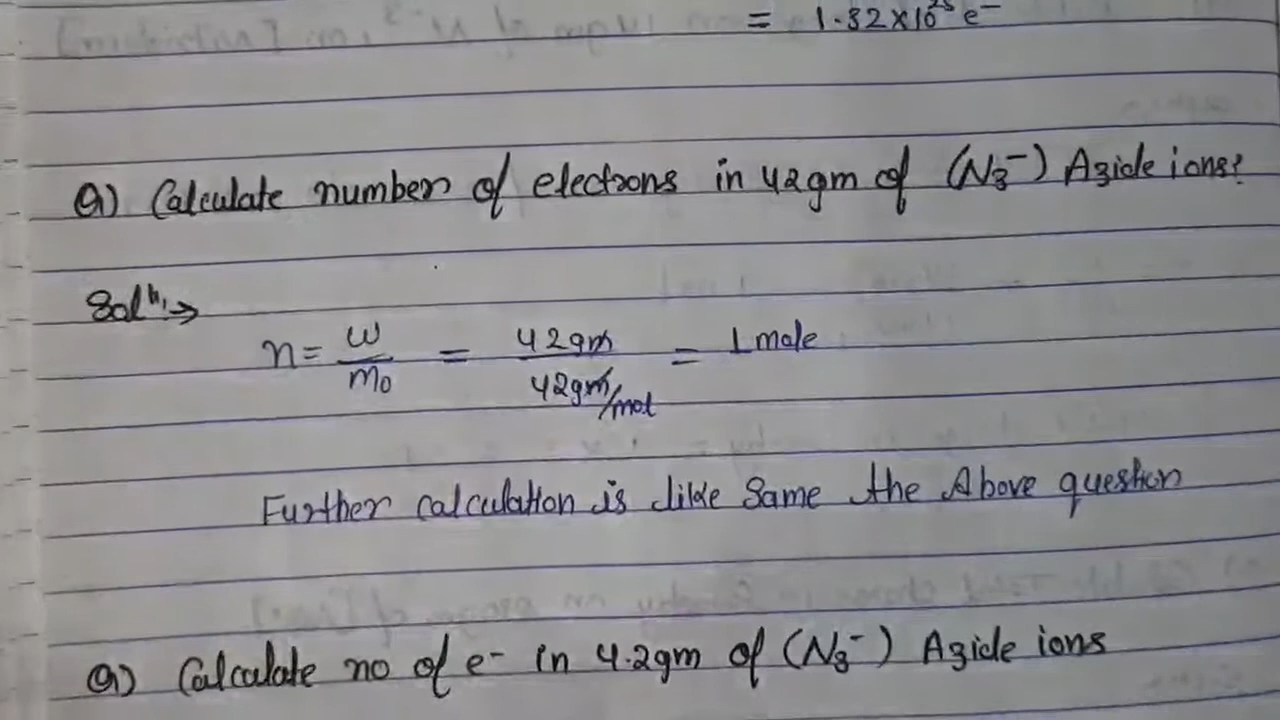 = 1.32×10²⁵ e⁻
Q) Calculate number of electrons in 42gm of (N₃⁻) Azide ions?
Solⁿ,→
n = w/m₀ = 42gm/42gm/mol = 1 mole
Further calculation is like Same the Above question
Q) Calculate no of e⁻ in 4.2gm of (N₃⁻) Azide ions